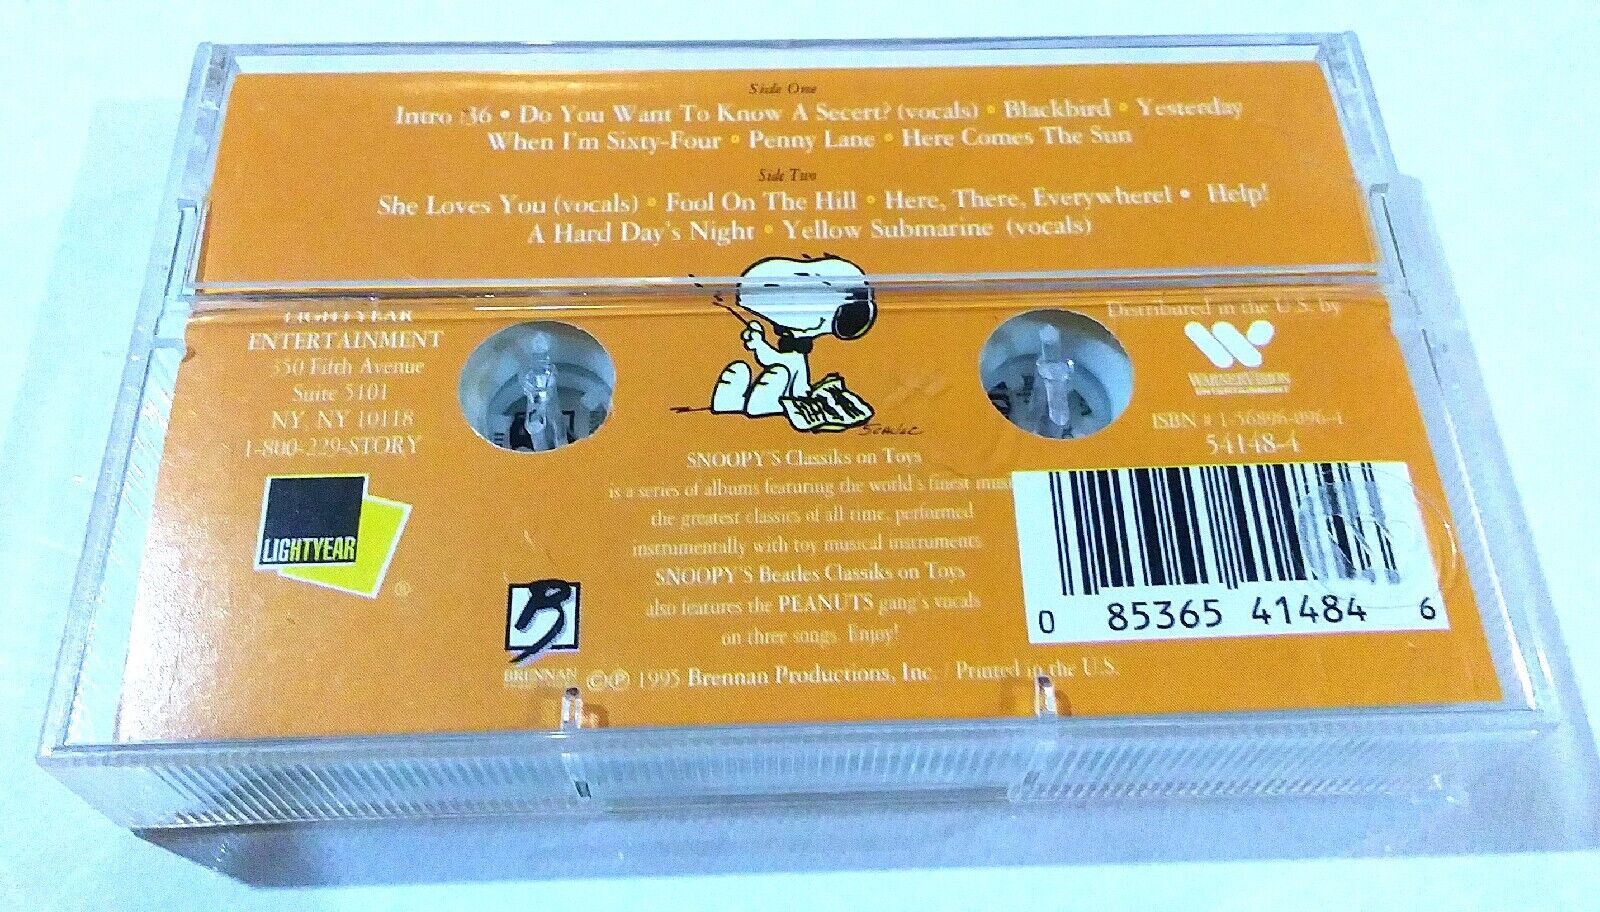 Side One
Intro :36 • Do You Want To Know A Secert? (vocals) • Blackbird • Yesterday
When I'm Sixty-Four • Penny Lane • Here Comes The Sun
Side Two
She Loves You (vocals) • Fool On The Hill • Here, There, Everywhere! • Help!
A Hard Day's Night • Yellow Submarine (vocals)
LIGHTYEAR
ENTERTAINMENT
350 Fifth Avenue
Suite 5101
NY, NY 10118
1-800-229-STORY
LIGHTYEAR
®
SCHULZ
Distributed in the U.S. by
WARNERVISION
ENTERTAINMENT
ISBN # 1-56896-096-4
54148-4
SNOOPY'S Classiks on Toys
is a series of albums featuring the world's finest
the greatest classics of all time, performed
instrumentally with toy musical instruments
SNOOPY'S Beatles Classiks on Toys
also features the PEANUTS gang's vocals
on three songs. Enjoy!
B
BRENNAN
©℗ 1995 Brennan Productions, Inc. / Printed in the U.S.
0 85365 41484 6